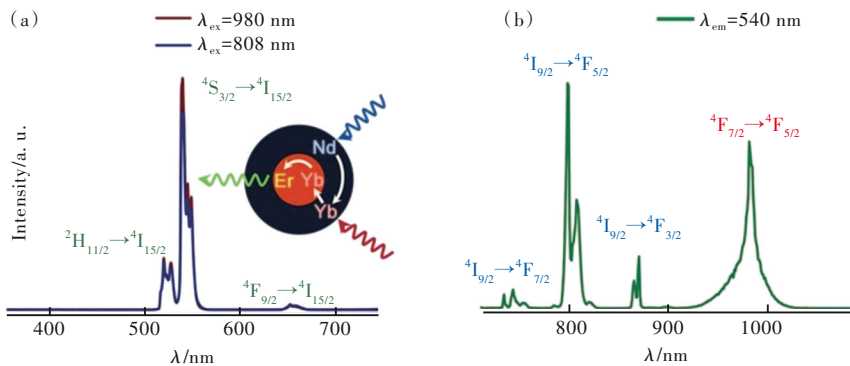 (a)
λex=980 nm
λex=808 nm
⁴S₃/₂→⁴I₁₅/₂
Nd
Er
Yb
Yb
²H₁₁/₂→⁴I₁₅/₂
⁴F₉/₂→⁴I₁₅/₂
Intensity/a. u.
400 500 600 700
λ/nm
(b)
λem=540 nm
⁴I₉/₂→⁴F₅/₂
⁴F₇/₂→⁴F₅/₂
⁴I₉/₂→⁴F₃/₂
⁴I₉/₂→⁴F₇/₂
800 900 1000
λ/nm